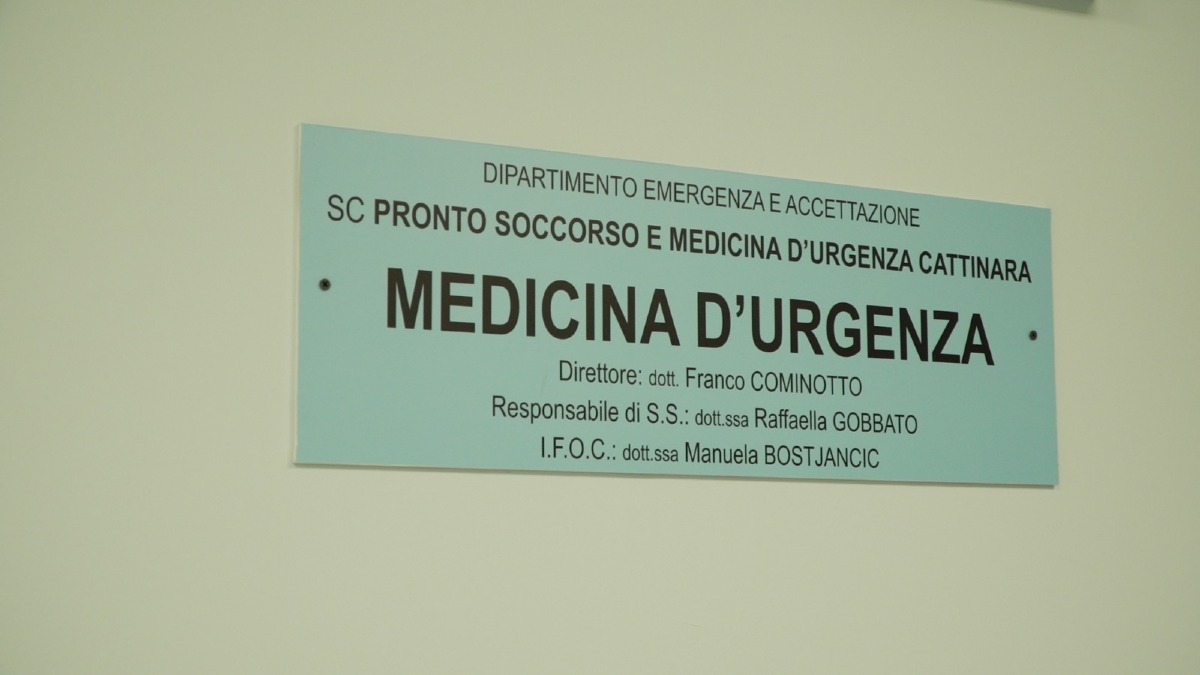 DIPARTIMENTO EMERGENZA E ACCETTAZIONE
SC PRONTO SOCCORSO E MEDICINA D'URGENZA CATTINARA
MEDICINA D'URGENZA
Direttore: dott. Franco COMINOTTO
Responsabile di S.S.: dott.ssa Raffaella GOBBATO
I.F.O.C.: dott.ssa Manuela BOSTJANCIC